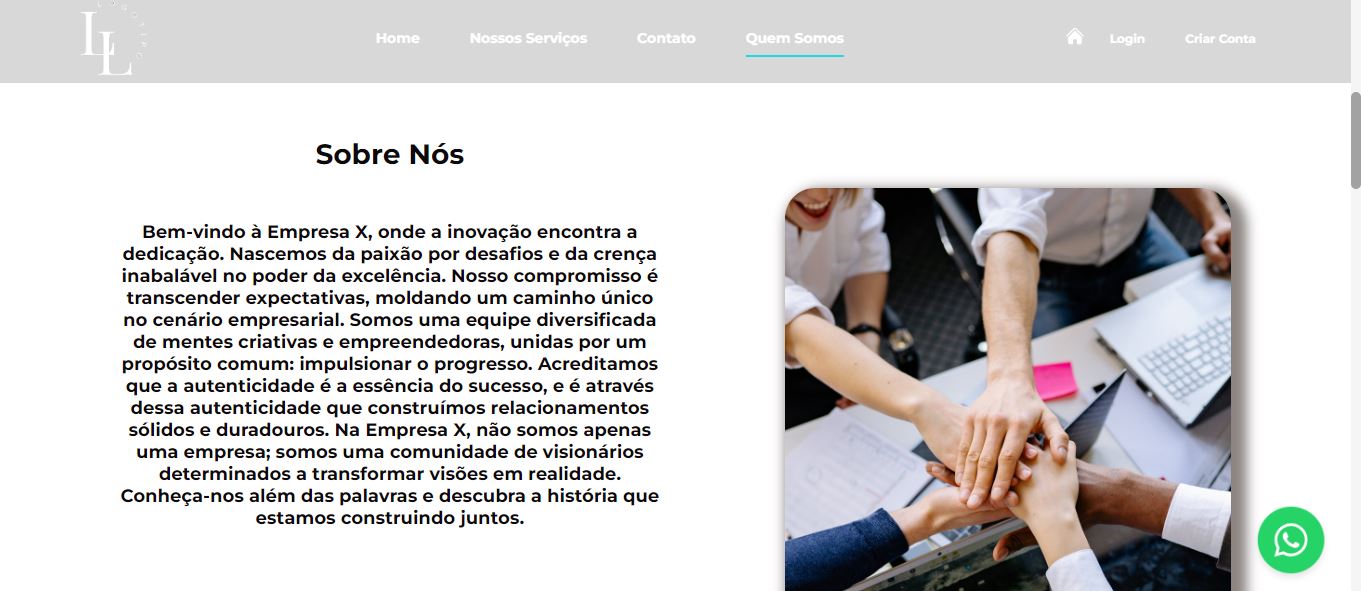 LL
Home
Nossos Serviços
Contato
Quem Somos
Login
Criar Conta
Sobre Nós
Bem-vindo à Empresa X, onde a inovação encontra a
dedicação. Nascemos da paixão por desafios e da crença
inabalável no poder da excelência. Nosso compromisso é
transcender expectativas, moldando um caminho único
no cenário empresarial. Somos uma equipe diversificada
de mentes criativas e empreendedoras, unidas por um
propósito comum: impulsionar o progresso. Acreditamos
que a autenticidade é a essência do sucesso, e é através
dessa autenticidade que construímos relacionamentos
sólidos e duradouros. Na Empresa X, não somos apenas
uma empresa; somos uma comunidade de visionários
determinados a transformar visões em realidade.
Conheça-nos além das palavras e descubra a história que
estamos construindo juntos.